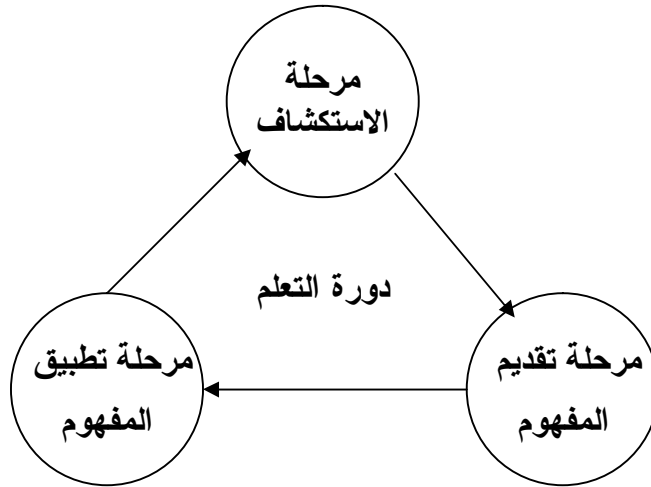 مرحلة
الاستكشاف
دورة التعلم
مرحلة تقديم
المفهوم
مرحلة تطبيق
المفهوم